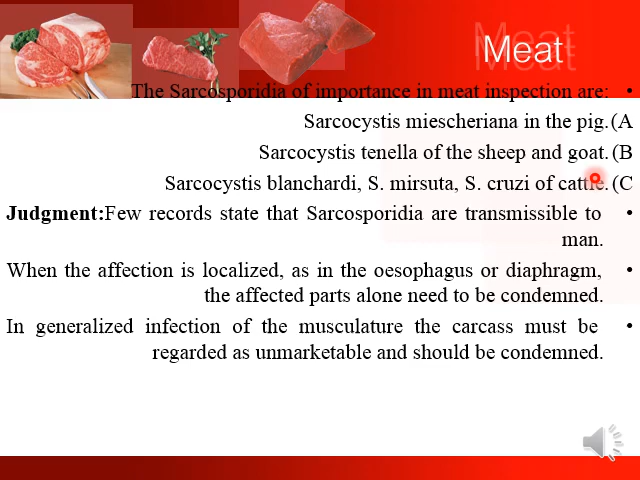 Meat
The Sarcosporidia of importance in meat inspection are: •
Sarcocystis miescheriana in the pig. (A
Sarcocystis tenella of the sheep and goat. (B
Sarcocystis blanchardi, S. mirsuta, S. cruzi of cattle. (C
Judgment:Few records state that Sarcosporidia are transmissible to •
man.
When the affection is localized, as in the oesophagus or diaphragm, •
the affected parts alone need to be condemned.
In generalized infection of the musculature the carcass must be •
regarded as unmarketable and should be condemned.